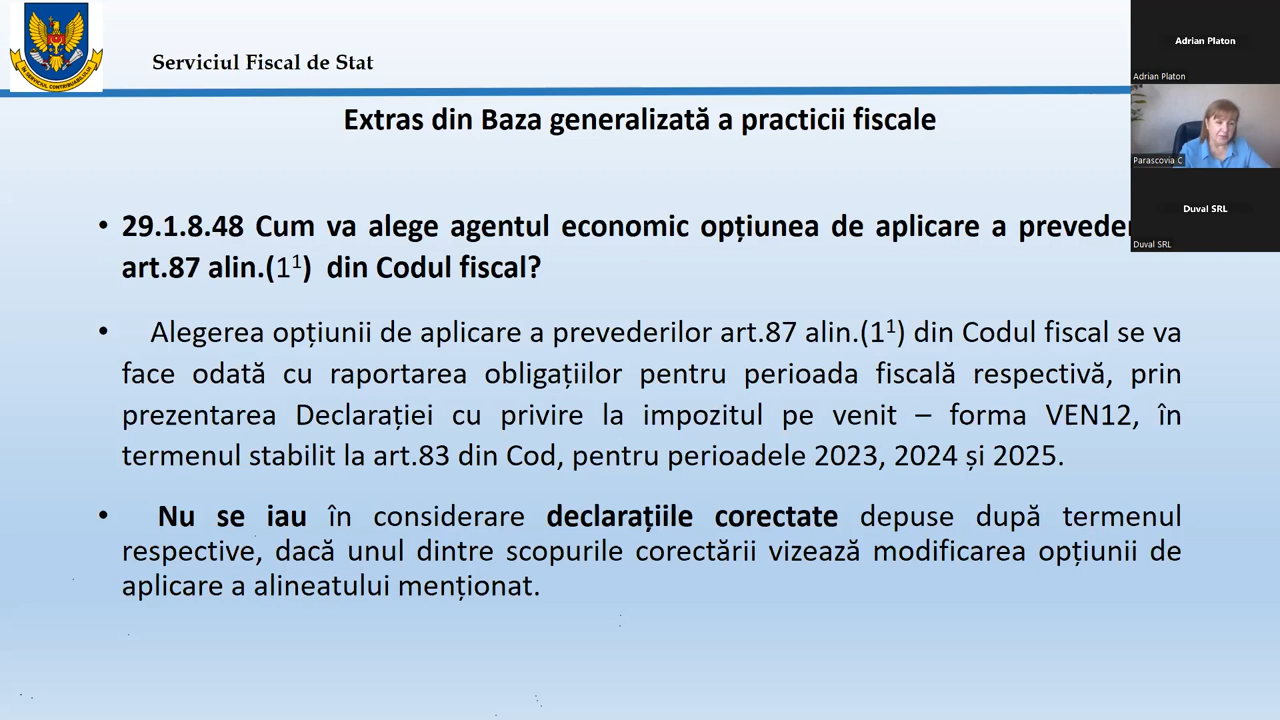 Serviciul Fiscal de Stat
Extras din Baza generalizată a practicii fiscale
• 29.1.8.48 Cum va alege agentul economic opțiunea de aplicare a
art.87 alin.(1¹) din Codul fiscal?
• Alegerea opțiunii de aplicare a prevederilor art.87 alin.(1¹) din Codul fiscal se va
face odată cu raportarea obligațiilor pentru perioada fiscală respectivă, prin
prezentarea Declarației cu privire la impozitul pe venit – forma VEN12, în
termenul stabilit la art.83 din Cod, pentru perioadele 2023, 2024 și 2025.
• Nu se iau în considerare declarațiile corectate depuse după termenul
respective, dacă unul dintre scopurile corectării vizează modificarea opțiunii de
aplicare a alineatului menționat.
Adrian Platon
Adrian Platon
Parascovia C
Duval SRL
Duval SRL
ÎN SERVICIUL CONTRIBUABILULUI